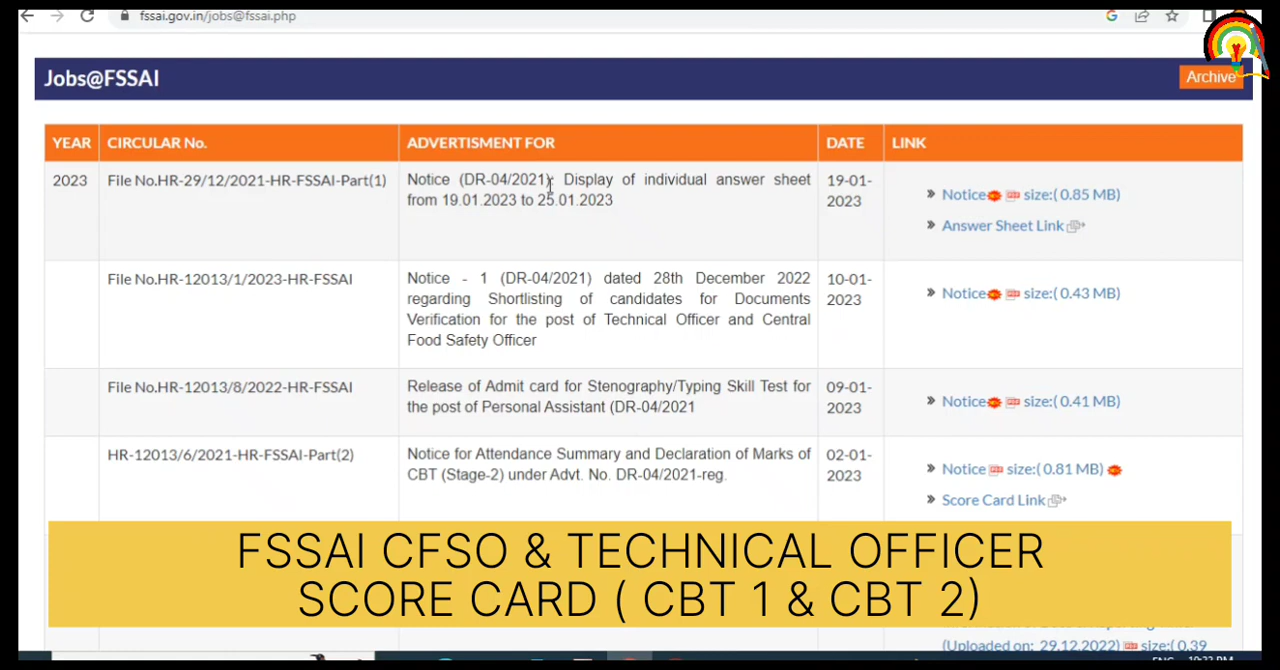 fssai.gov.in/jobs@fssai.php
Jobs@FSSAI
Archive
YEAR CIRCULAR No. ADVERTISMENT FOR DATE LINK
2023 File No.HR-29/12/2021-HR-FSSAI-Part(1) Notice (DR-04/2021): Display of individual answer sheet 19-01-
from 19.01.2023 to 25.01.2023 2023
Notice size:( 0.85 MB)
Answer Sheet Link
File No.HR-12013/1/2023-HR-FSSAI Notice - 1 (DR-04/2021) dated 28th December 2022 10-01-
regarding Shortlisting of candidates for Documents 2023
Notice size:( 0.43 MB)
Verification for the post of Technical Officer and Central
Food Safety Officer
File No.HR-12013/8/2022-HR-FSSAI Release of Admit card for Stenography/Typing Skill Test for 09-01-
the post of Personal Assistant (DR-04/2021 2023
Notice size:( 0.41 MB)
HR-12013/6/2021-HR-FSSAI-Part(2) Notice for Attendance Summary and Declaration of Marks of 02-01-
CBT (Stage-2) under Advt. No. DR-04/2021-reg. 2023
Notice size:( 0.81 MB)
Score Card Link
FSSAI CFSO & TECHNICAL OFFICER
SCORE CARD ( CBT 1 & CBT 2)
(Uploaded on: 29.12.2022) size:( 0.39